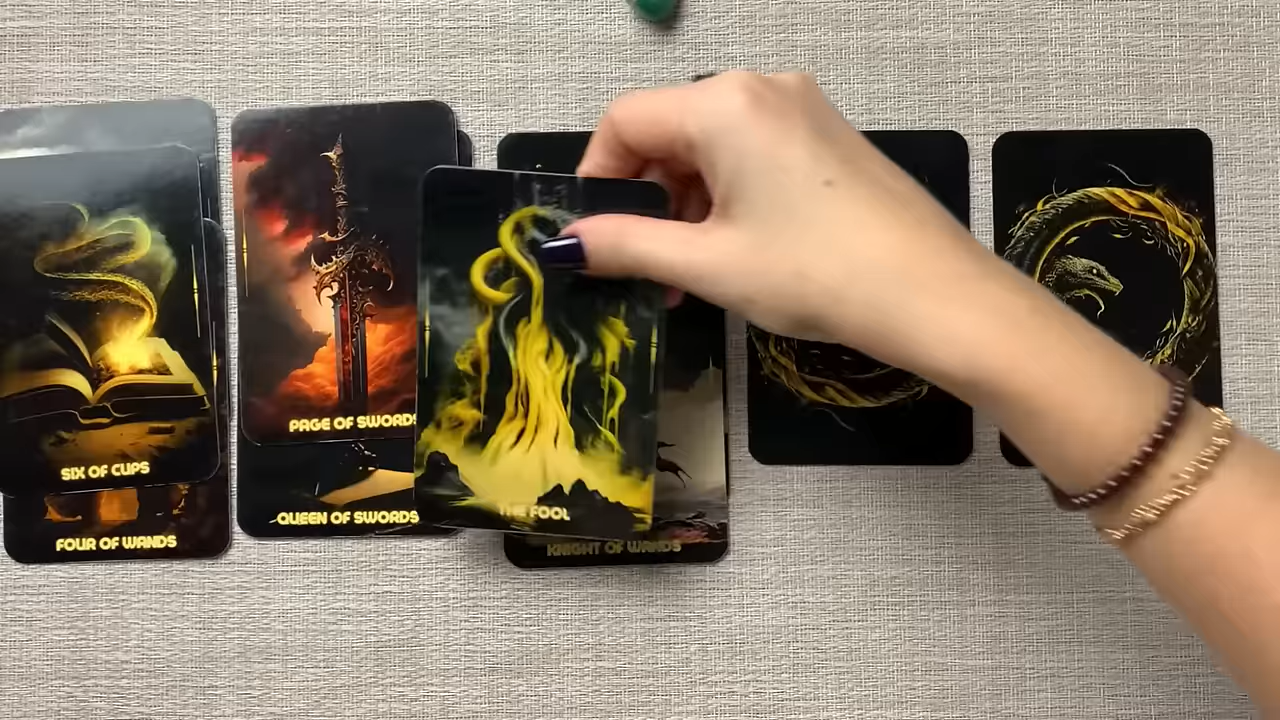 SIX OF CUPS
FOUR OF WANDS
PAGE OF SWORDS
QUEEN OF SWORDS
THE FOOL
KNIGHT OF WANDS